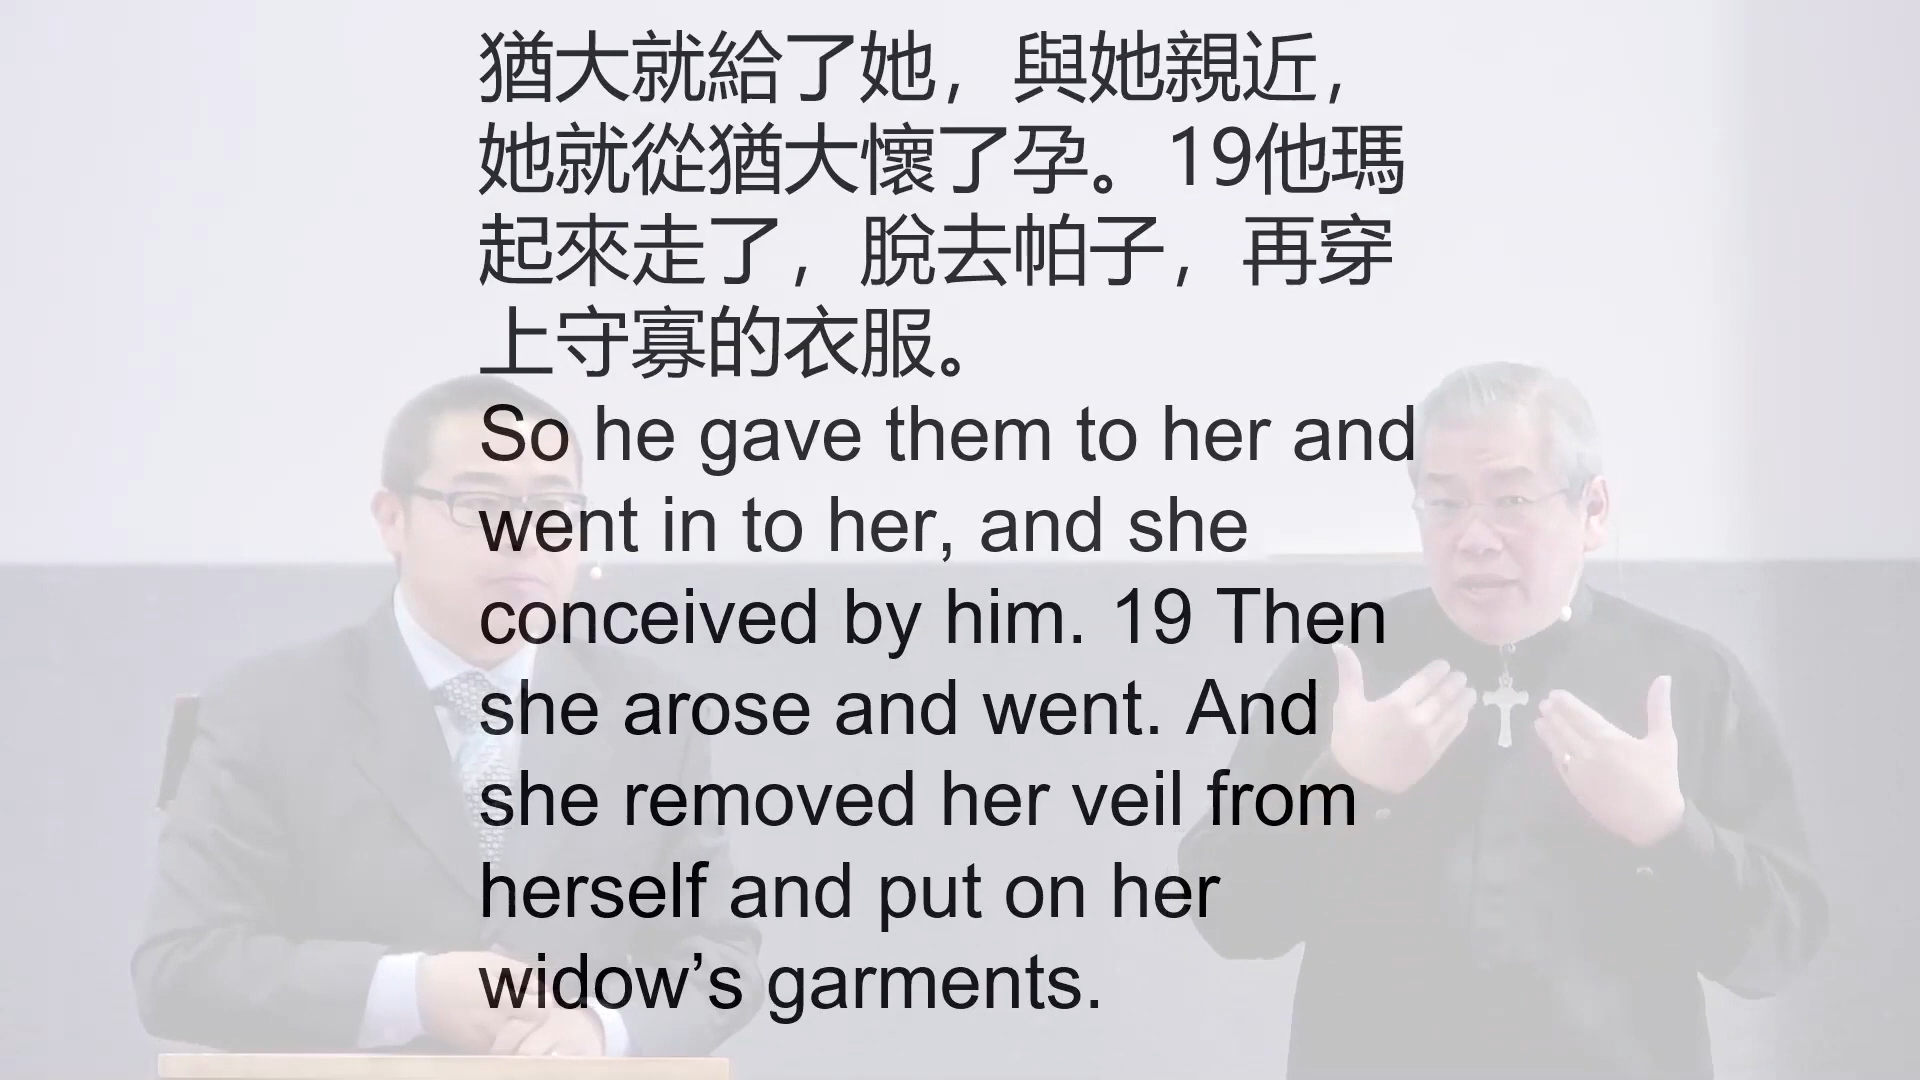 猶大就給了她，與她親近，
她就從猶大懷了孕。19他瑪
起來走了，脫去帕子，再穿
上守寡的衣服。
So he gave them to her and
went in to her, and she
conceived by him. 19 Then
she arose and went. And
she removed her veil from
herself and put on her
widow’s garments.